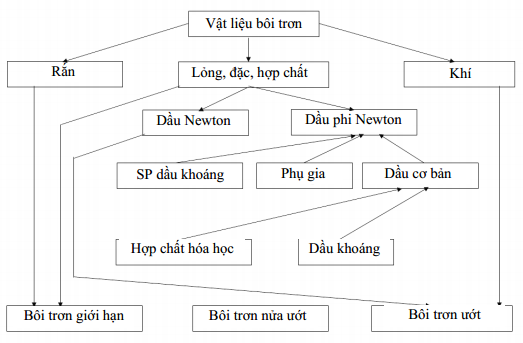 Vật liệu bôi trơn
Rắn
Lỏng, đặc, hợp chất
Khí
Dầu Newton
Dầu phi Newton
SP dầu khoáng
Phụ gia
Dầu cơ bản
Hợp chất hóa học
Dầu khoáng
Bôi trơn giới hạn
Bôi trơn nửa ướt
Bôi trơn ướt